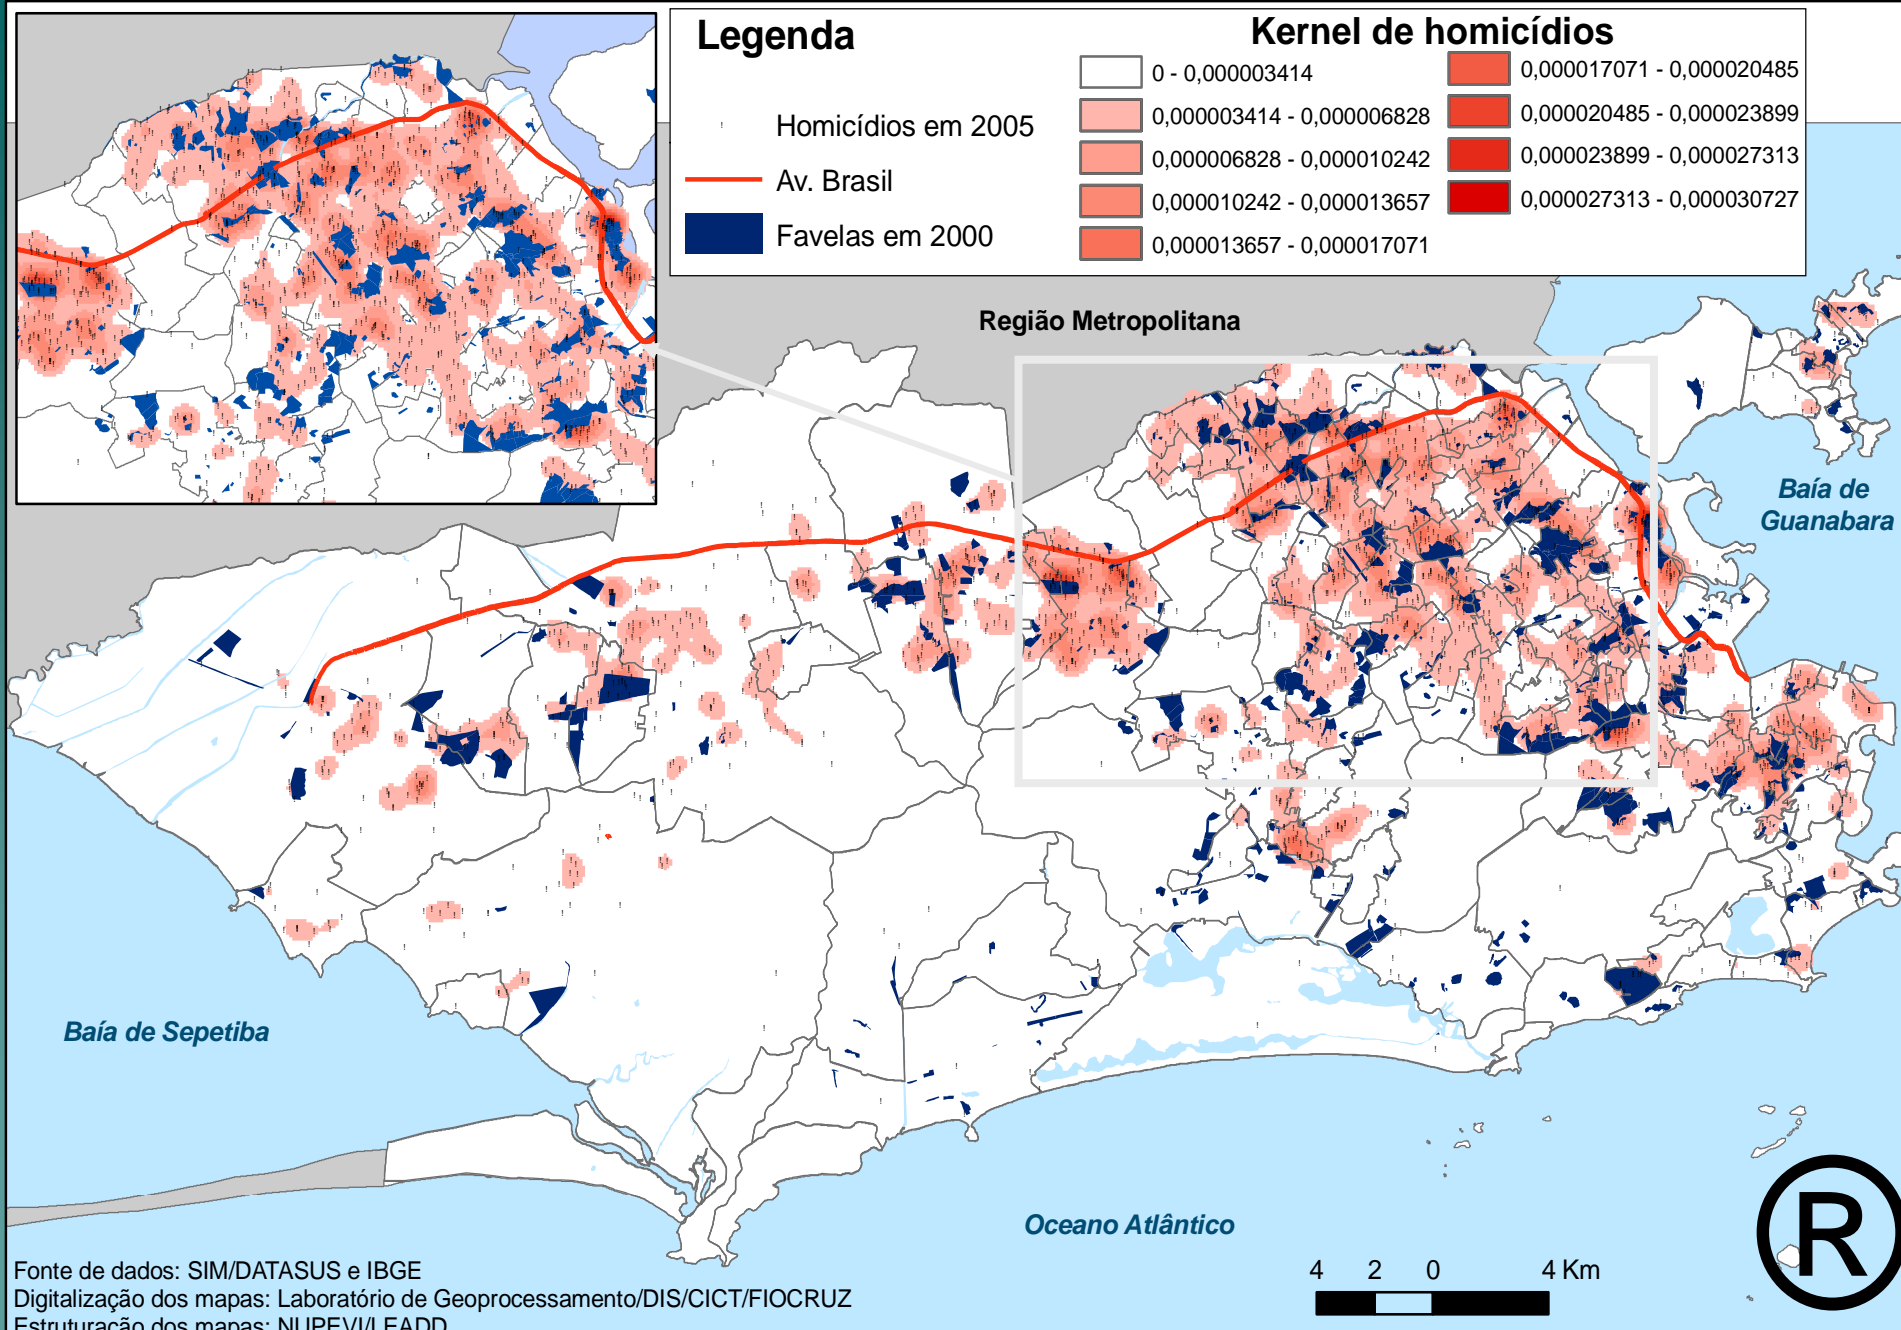 Legenda
Homicídios em 2005
Av. Brasil
Favelas em 2000
Kernel de homicídios
0 - 0,000003414
0,000003414 - 0,000006828
0,000006828 - 0,000010242
0,000010242 - 0,000013657
0,000013657 - 0,000017071
0,000017071 - 0,000020485
0,000020485 - 0,000023899
0,000023899 - 0,000027313
0,000027313 - 0,000030727
Região Metropolitana
Baía de
Guanabara
Baía de Sepetiba
Oceano Atlântico
4 2 0 4 Km
R
Fonte de dados: SIM/DATASUS e IBGE
Digitalização dos mapas: Laboratório de Geoprocessamento/DIS/CICT/FIOCRUZ
Estruturação dos mapas: NUPEVI/LEADD